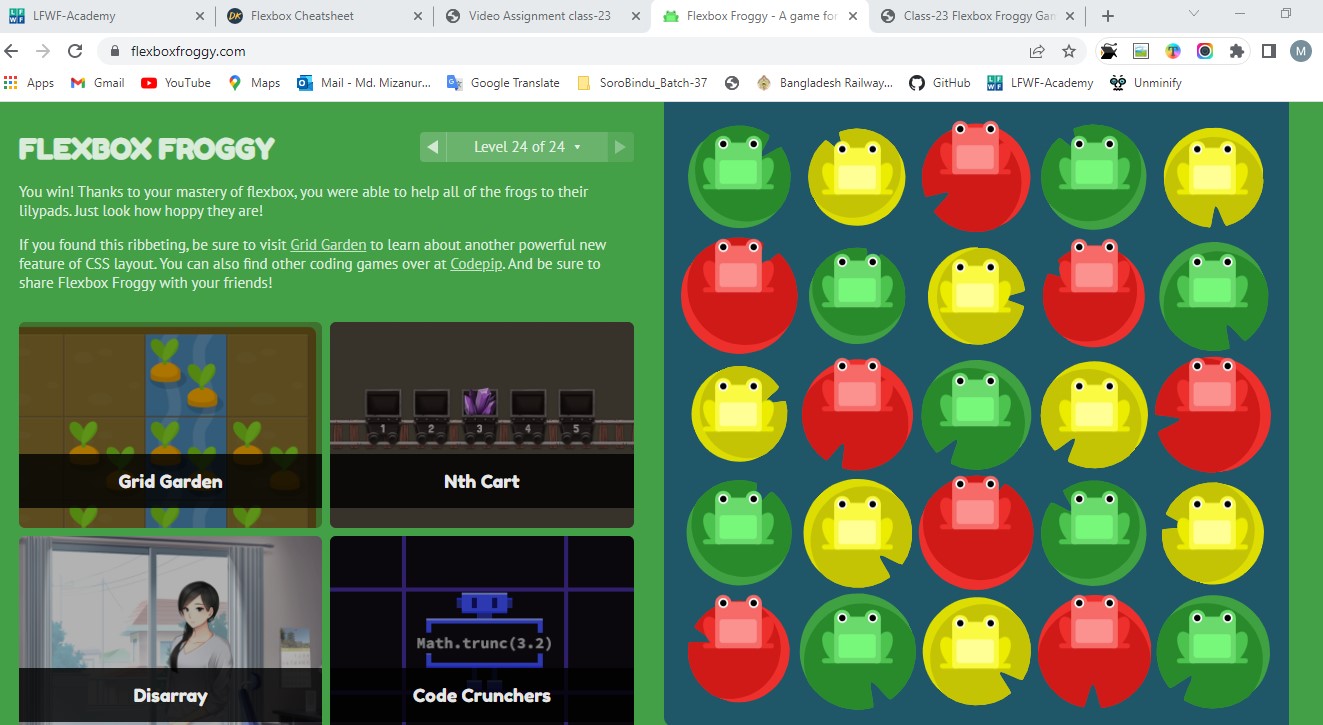 LFWF-Academy
Flexbox Cheatsheet
Video Assignment class-23
Flexbox Froggy - A game for
Class-23 Flexbox Froggy Gam
flexboxfroggy.com
M
Apps
Gmail
YouTube
Maps
Mail - Md. Mizanur...
Google Translate
SoroBindu_Batch-37
Bangladesh Railway...
GitHub
LFWF-Academy
Unminify
FLEXBOX FROGGY
Level 24 of 24
You win! Thanks to your mastery of flexbox, you were able to help all of the frogs to their
lilypads. Just look how hoppy they are!
If you found this ribbeting, be sure to visit Grid Garden to learn about another powerful new
feature of CSS layout. You can also find other coding games over at Codepip. And be sure to
share Flexbox Froggy with your friends!
1 2 3 4 5
Grid Garden
Nth Cart
Math.trunc(3.2)
Disarray
Code Crunchers